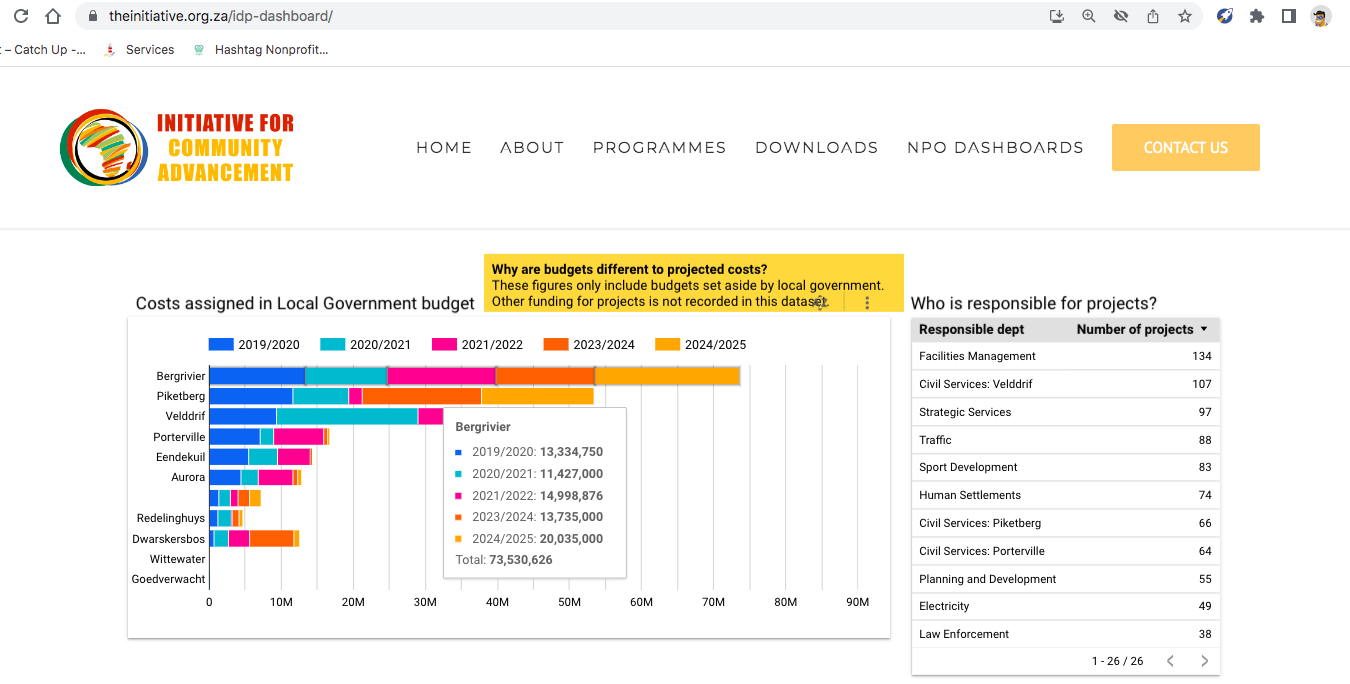 theinitiative.org.za/idp-dashboard/
t – Catch Up -...
Services
Hashtag Nonprofit...
INITIATIVE FOR
COMMUNITY
ADVANCEMENT
HOME
ABOUT
PROGRAMMES
DOWNLOADS
NPO DASHBOARDS
CONTACT US
Why are budgets different to projected costs?
These figures only include budgets set aside by local government.
Other funding for projects is not recorded in this dataset.
Costs assigned in Local Government budget
2019/2020
2020/2021
2021/2022
2023/2024
2024/2025
Bergrivier
Piketberg
Velddrif
Porterville
Eendekuil
Aurora
Redelinghuys
Dwarskersbos
Wittewater
Goedverwacht
0
10M
20M
30M
40M
50M
60M
70M
80M
90M
Bergrivier
2019/2020: 13,334,750
2020/2021: 11,427,000
2021/2022: 14,998,876
2023/2024: 13,735,000
2024/2025: 20,035,000
Total: 73,530,626
Who is responsible for projects?
Responsible dept Number of projects
Facilities Management 134
Civil Services: Velddrif 107
Strategic Services 97
Traffic 88
Sport Development 83
Human Settlements 74
Civil Services: Piketberg 66
Civil Services: Porterville 64
Planning and Development 55
Electricity 49
Law Enforcement 38
1 - 26 / 26